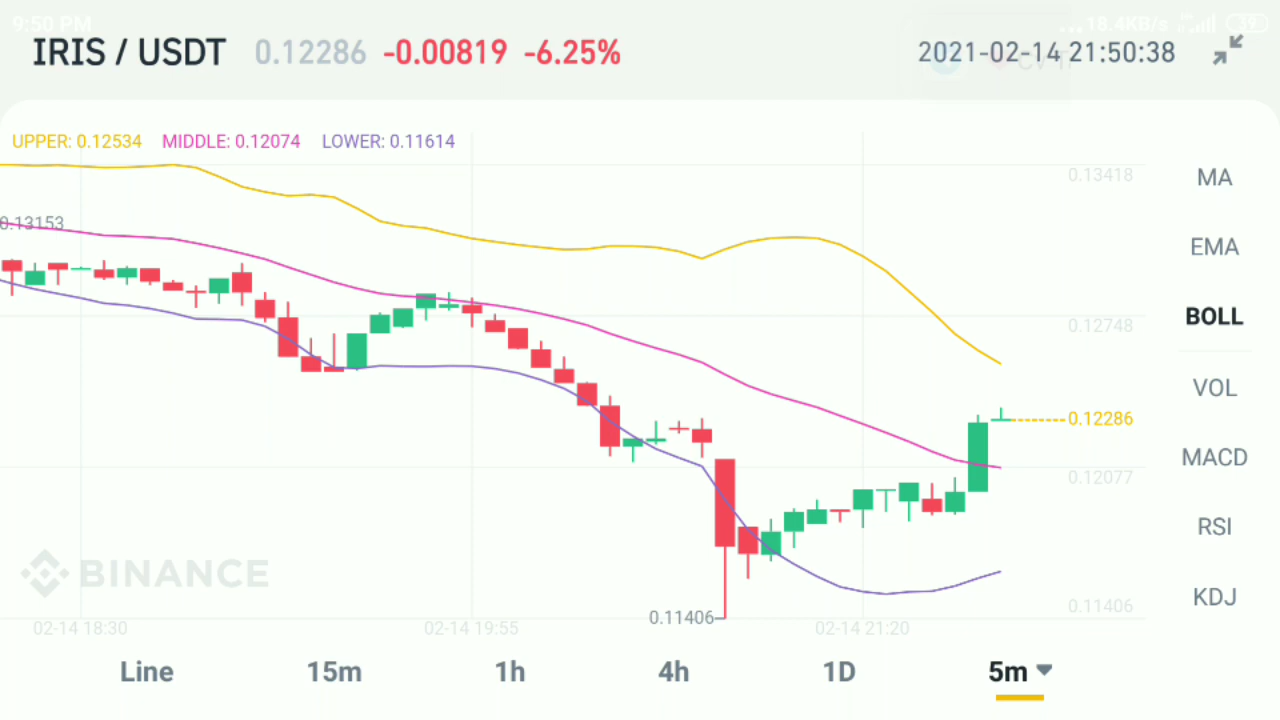 9:50 PM 18.4KB/s 39
IRIS / USDT 0.12286 -0.00819 -6.25% 2021-02-14 21:50:38
UPPER: 0.12534 MIDDLE: 0.12074 LOWER: 0.11614
0.13418
MA
0.13153
EMA
BOLL
0.12748
VOL
0.12286
MACD
0.12077
RSI
BINANCE
KDJ
0.11406
0.11406
02-14 18:30 02-14 19:55 02-14 21:20
Line 15m 1h 4h 1D 5m